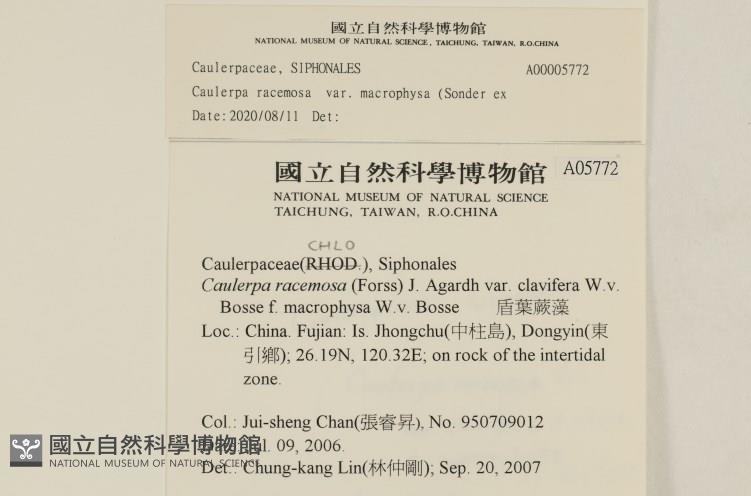 國立自然科學博物館
NATIONAL MUSEUM OF NATURAL SCIENCE, TAICHUNG, TAIWAN, R.O.CHINA
Caulerpaceae, SIPHONALES A00005772
Caulerpa racemosa var. macrophysa (Sonder ex
Date:2020/08/11 Det:
國立自然科學博物館 A05772
NATIONAL MUSEUM OF NATURAL SCIENCE
TAICHUNG, TAIWAN, R.O.CHINA
CHLO
Caulerpaceae(RHOD.), Siphonales
Caulerpa racemosa (Forss) J. Agardh var. clavifera W.v.
Bosse f. macrophysa W.v. Bosse 盾葉蕨藻
Loc.: China. Fujian: Is. Jhongchu(中柱島), Dongyin(東
引鄉); 26.19N, 120.32E; on rock of the intertidal
zone.
Col.: Jui-sheng Chan(張睿昇), No. 950709012
09, 2006.
Det.: Chung-kang Lin(林仲剛); Sep. 20, 2007
國立自然科學博物館
NATIONAL MUSEUM OF NATURAL SCIENCE